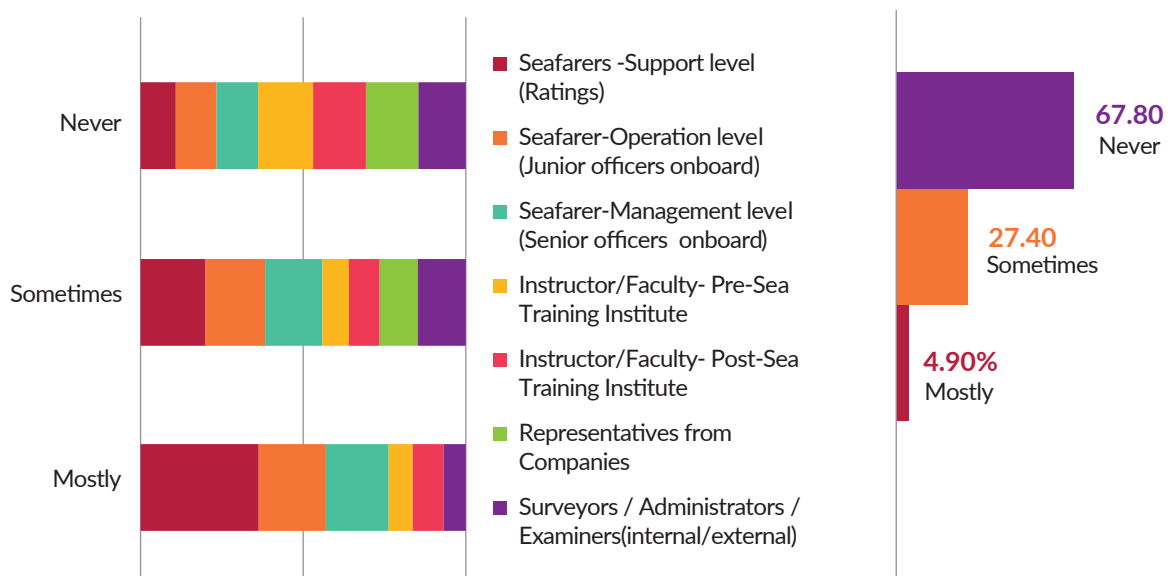 Never
Sometimes
Mostly
Seafarers -Support level
(Ratings)
Seafarer-Operation level
(Junior officers onboard)
Seafarer-Management level
(Senior officers  onboard)
Instructor/Faculty- Pre-Sea
Training Institute
Instructor/Faculty- Post-Sea
Training Institute
Representatives from
Companies
Surveyors / Administrators /
Examiners(internal/external)
67.80
Never
27.40
Sometimes
4.90%
Mostly